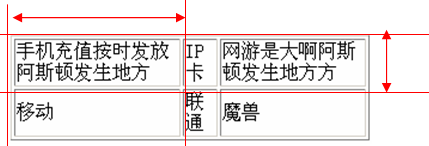 手机充值按时发放
阿斯顿发生地方
IP
卡
网游是大啊阿斯
顿发生地方方
移动
联
通
魔兽